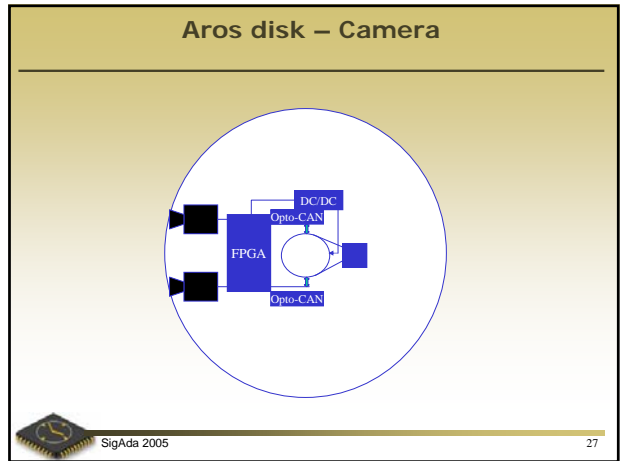 Aros disk – Camera
DC/DC
Opto-CAN
FPGA
Opto-CAN
SigAda 2005
27